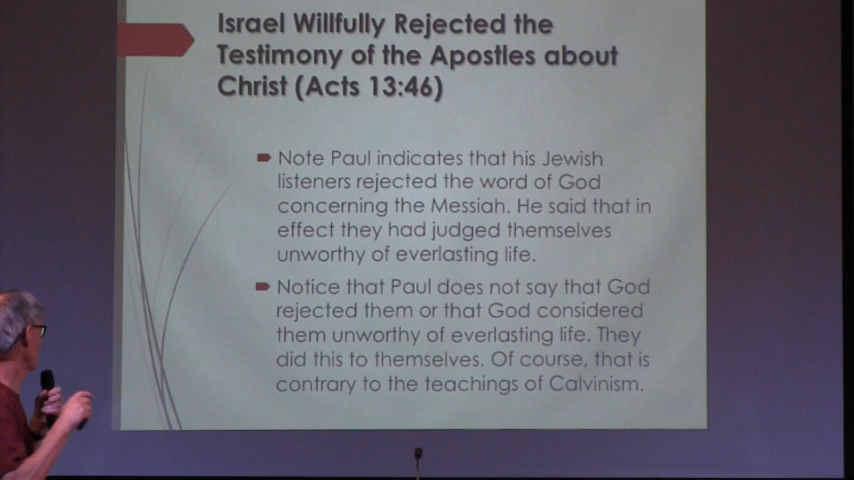 Israel Willfully Rejected the
Testimony of the Apostles about
Christ (Acts 13:46)
Note Paul indicates that his Jewish
listeners rejected the word of God
concerning the Messiah. He said that in
effect they had judged themselves
unworthy of everlasting life.
Notice that Paul does not say that God
rejected them or that God considered
them unworthy of everlasting life. They
did this to themselves. Of course, that is
contrary to the teachings of Calvinism.